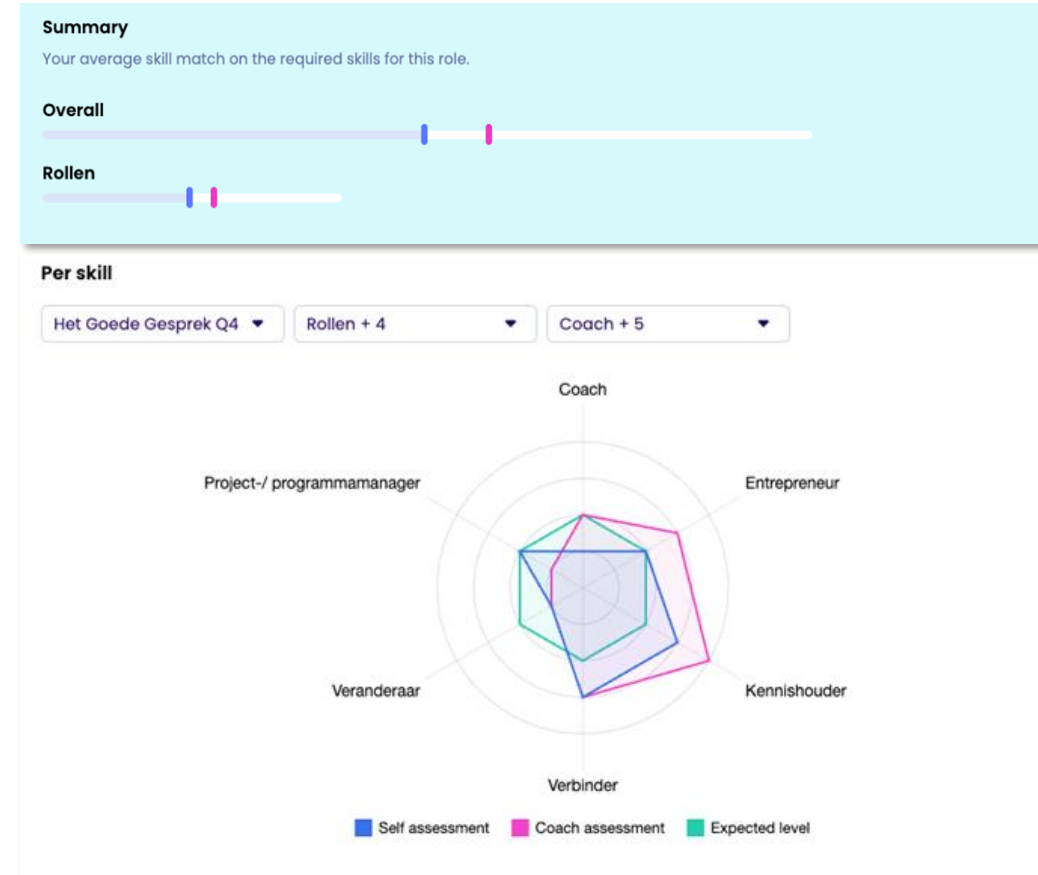 Summary
Your average skill match on the required skills for this role.
Overall
Rollen
Per skill
Het Goede Gesprek Q4
Rollen + 4
Coach + 5
Coach
Project-/ programmamanager
Entrepreneur
Veranderaar
Kennishouder
Verbinder
Self assessment
Coach assessment
Expected level